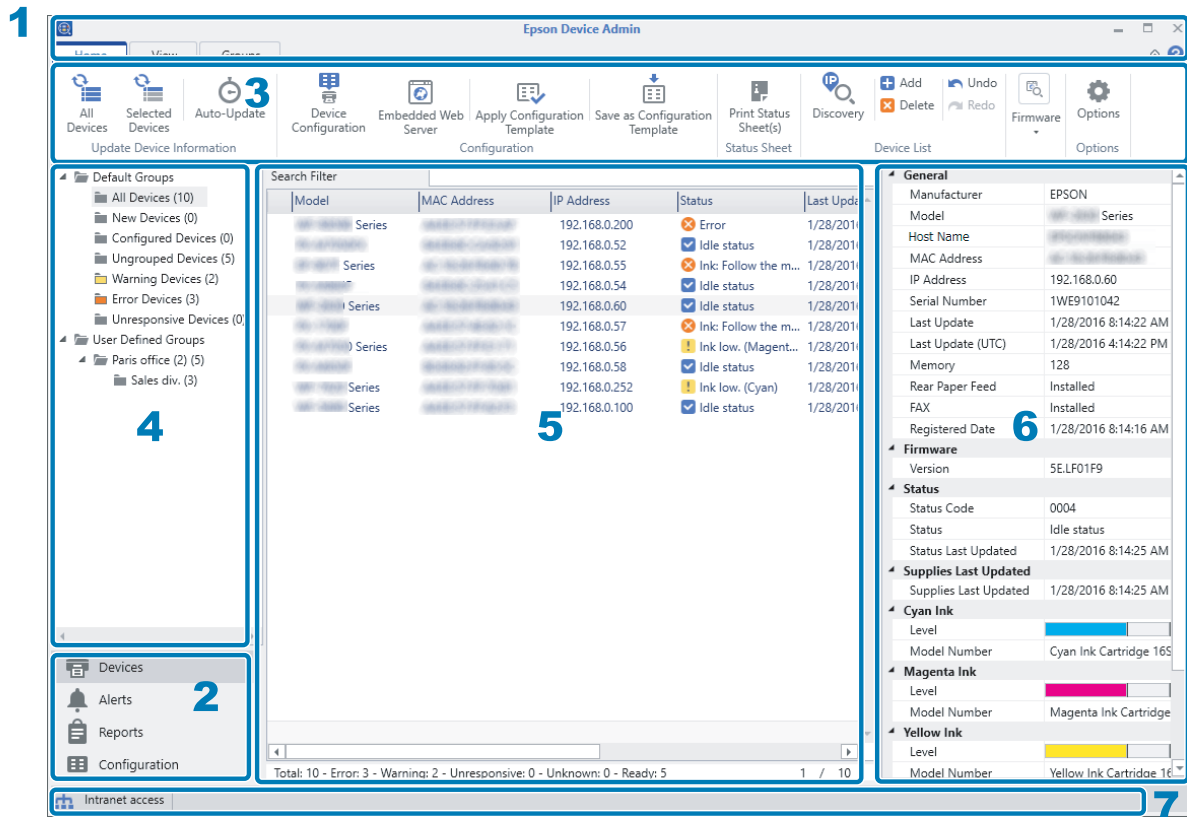 1
Epson Device Admin
Home View Groups
3
All Devices
Selected Devices
Auto-Update
Update Device Information
Device Configuration
Embedded Web Server
Apply Configuration Template
Save as Configuration Template
Configuration
Print Status Sheet(s)
Status Sheet
IP
Discovery
Add
Delete
Undo
Redo
Device List
Firmware
Options
Options
Default Groups
All Devices (10)
New Devices (0)
Configured Devices (0)
Ungrouped Devices (5)
Warning Devices (2)
Error Devices (3)
Unresponsive Devices (0)
User Defined Groups
Paris office (2) (5)
Sales div. (3)
4
Devices
Alerts
Reports
Configuration
2
Search Filter
Model MAC Address IP Address Status Last Upda
Series 192.168.0.200 Error 1/28/201
192.168.0.52 Idle status 1/28/201
Series 192.168.0.55 Ink: Follow the m... 1/28/201
192.168.0.54 Idle status 1/28/201
Series 192.168.0.60 Idle status 1/28/201
192.168.0.57 Ink: Follow the m... 1/28/201
Series 192.168.0.56 Ink low. (Magent... 1/28/201
192.168.0.58 Idle status 1/28/201
Series 192.168.0.252 Ink low. (Cyan) 1/28/201
Series 192.168.0.100 Idle status 1/28/201
5
Total: 10 - Error: 3 - Warning: 2 - Unresponsive: 0 - Unknown: 0 - Ready: 5 1 / 10
General
Manufacturer EPSON
Model Series
Host Name
MAC Address
IP Address 192.168.0.60
Serial Number 1WE9101042
Last Update 1/28/2016 8:14:22 AM
Last Update (UTC) 1/28/2016 4:14:22 PM
Memory 128
Rear Paper Feed Installed
FAX Installed
Registered Date 1/28/2016 8:14:16 AM
6
Firmware
Version 5E.LF01F9
Status
Status Code 0004
Status Idle status
Status Last Updated 1/28/2016 8:14:25 AM
Supplies Last Updated
Supplies Last Updated 1/28/2016 8:14:25 AM
Cyan Ink
Level
Model Number Cyan Ink Cartridge 16S
Magenta Ink
Level
Model Number Magenta Ink Cartridge
Yellow Ink
Level
Model Number Yellow Ink Cartridge 16
Intranet access
7